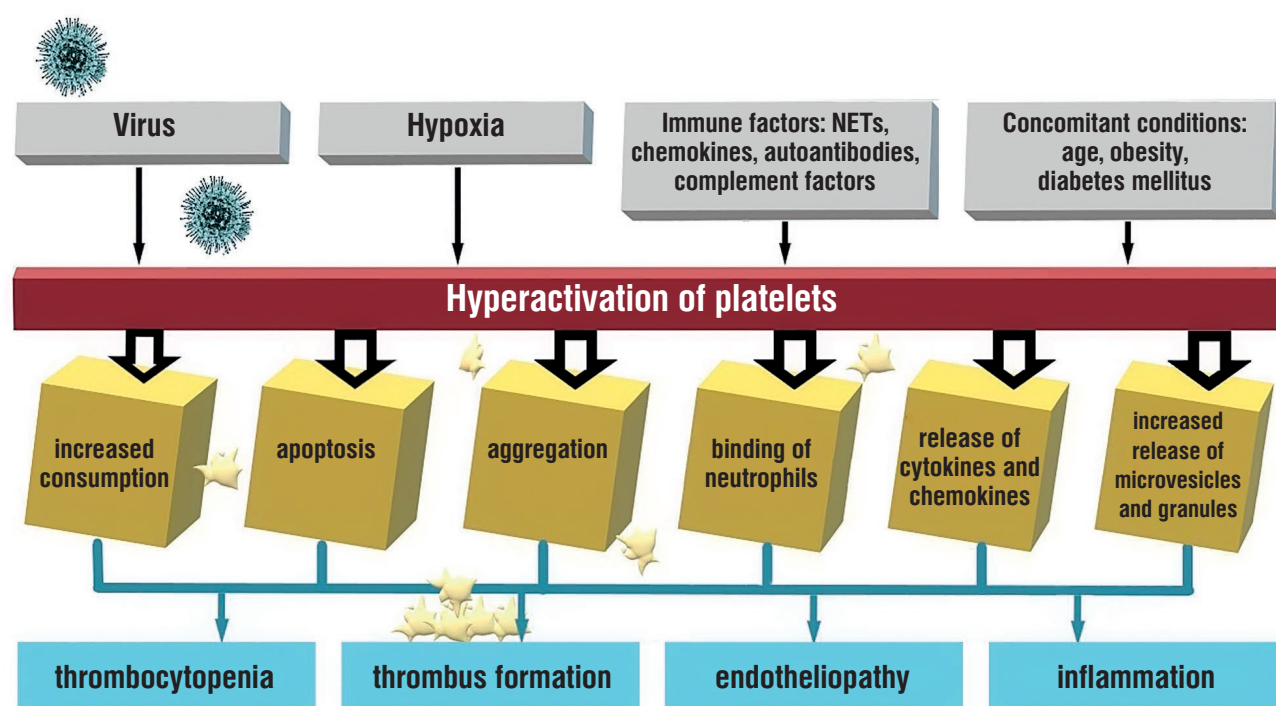 Virus
Hypoxia
Immune factors: NETs,
chemokines, autoantibodies,
complement factors
Concomitant conditions:
age, obesity,
diabetes mellitus
Hyperactivation of platelets
increased
consumption
apoptosis
aggregation
binding of
neutrophils
release of
cytokines and
chemokines
increased
release of
microvesicles
and granules
thrombocytopenia
thrombus formation
endotheliopathy
inflammation